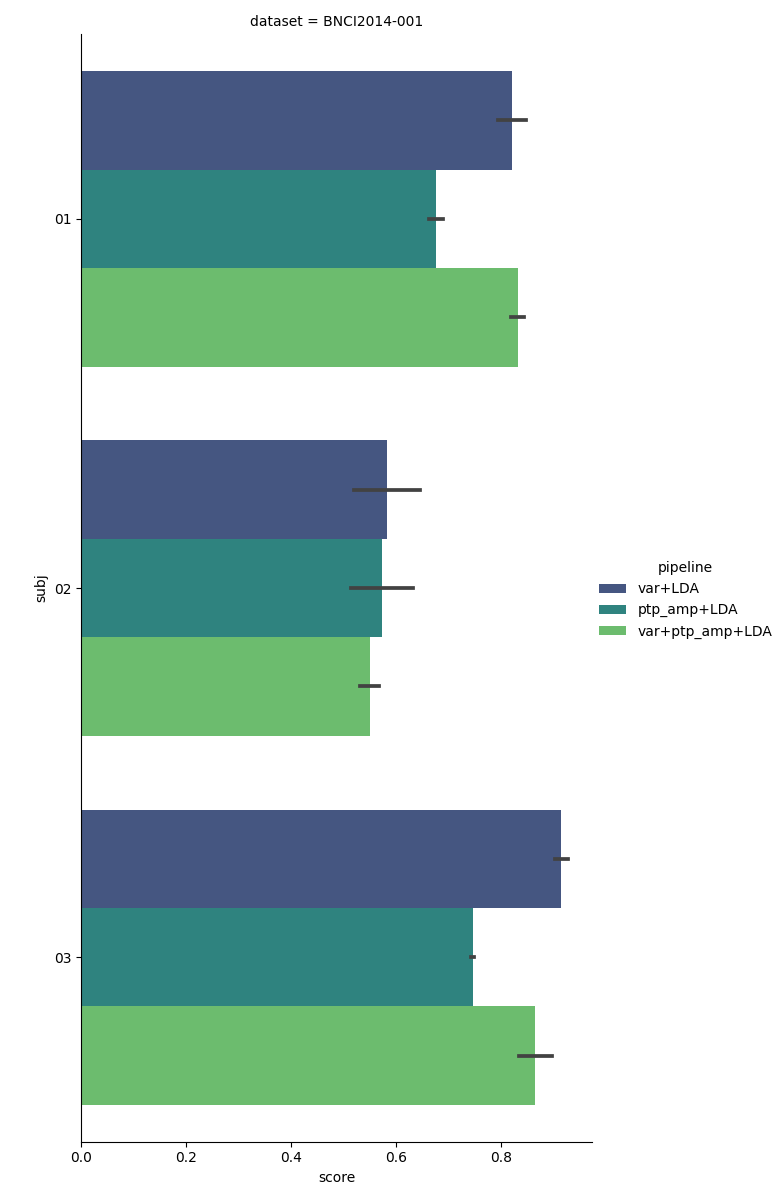 dataset = BNCI2014-001
subj
01
02
03
0.0 0.2 0.4 0.6 0.8
score
pipeline
var+LDA
ptp_amp+LDA
var+ptp_amp+LDA